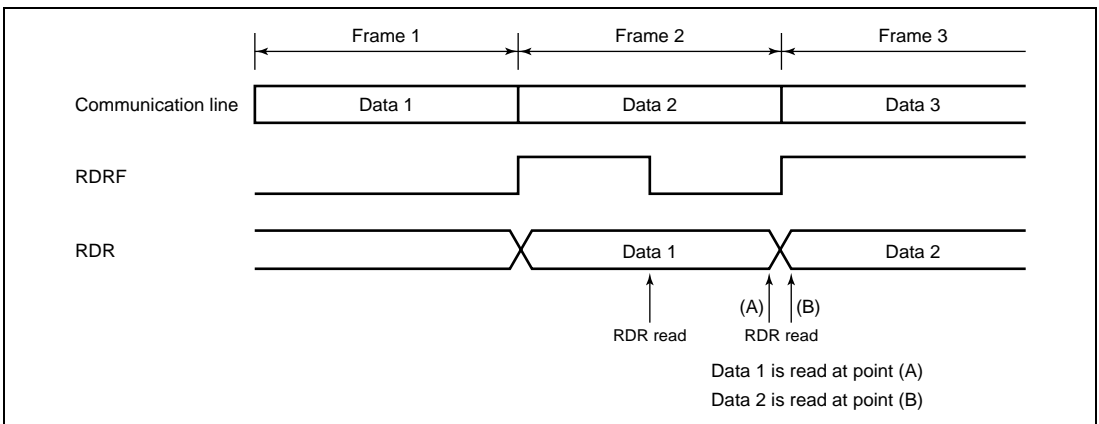 Frame 1 Frame 2 Frame 3
Communication line Data 1 Data 2 Data 3
RDRF
RDR Data 1 Data 2
(A) (B)
RDR read RDR read
Data 1 is read at point (A)
Data 2 is read at point (B)